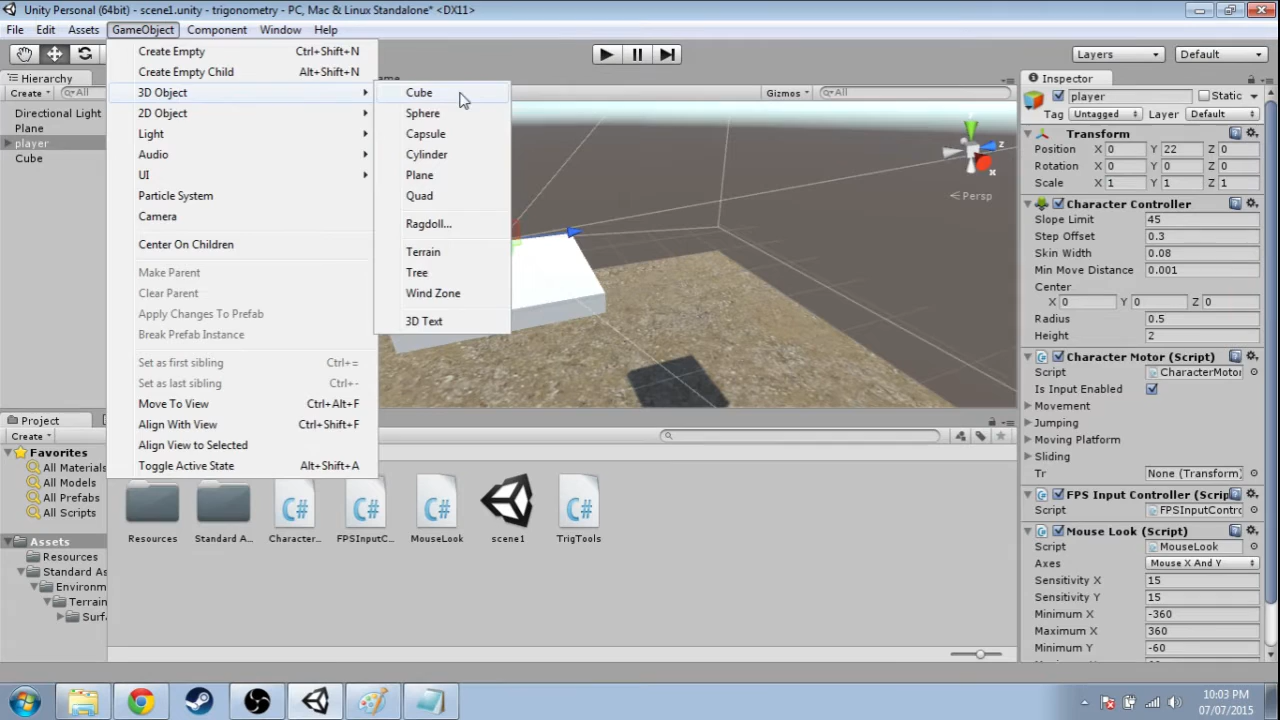 Unity Personal (64bit) - scene1.unity - trigonometry - PC, Mac & Linux Standalone* <DX11>
File Edit Assets GameObject Component Window Help
Layers Default
Hierarchy
Create All
Directional Light
Plane
player
Cube
Create Empty Ctrl+Shift+N
Create Empty Child Alt+Shift+N
3D Object
2D Object
Light
Audio
UI
Particle System
Camera
Center On Children
Make Parent
Clear Parent
Apply Changes To Prefab
Break Prefab Instance
Set as first sibling Ctrl+=
Set as last sibling Ctrl+-
Move To View Ctrl+Alt+F
Align With View Ctrl+Shift+F
Align View to Selected
Toggle Active State Alt+Shift+A
Cube
Sphere
Capsule
Cylinder
Plane
Quad
Ragdoll...
Terrain
Tree
Wind Zone
3D Text
Gizmos All
z
x
Persp
Inspector
player Static
Tag Untagged Layer Default
Transform
Position X 0 Y 22 Z 0
Rotation X 0 Y 0 Z 0
Scale X 1 Y 1 Z 1
Character Controller
Slope Limit 45
Step Offset 0.3
Skin Width 0.08
Min Move Distance 0.001
Center
X 0 Y 0 Z 0
Radius 0.5
Height 2
Character Motor (Script)
Script CharacterMotor
Is Input Enabled
Movement
Jumping
Moving Platform
Sliding
Tr None (Transform)
FPS Input Controller (Scrip
Script FPSInputContro
Mouse Look (Script)
Script MouseLook
Axes Mouse X And Y
Sensitivity X 15
Sensitivity Y 15
Minimum X -360
Maximum X 360
Minimum Y -60
Project
Create
Favorites
All Materials
All Models
All Prefabs
All Scripts
Assets
Resources
Standard As
Environm
Terrain
Surf
Resources Standard A... Character... FPSInputC... MouseLook scene1 TrigTools
10:03 PM
07/07/2015